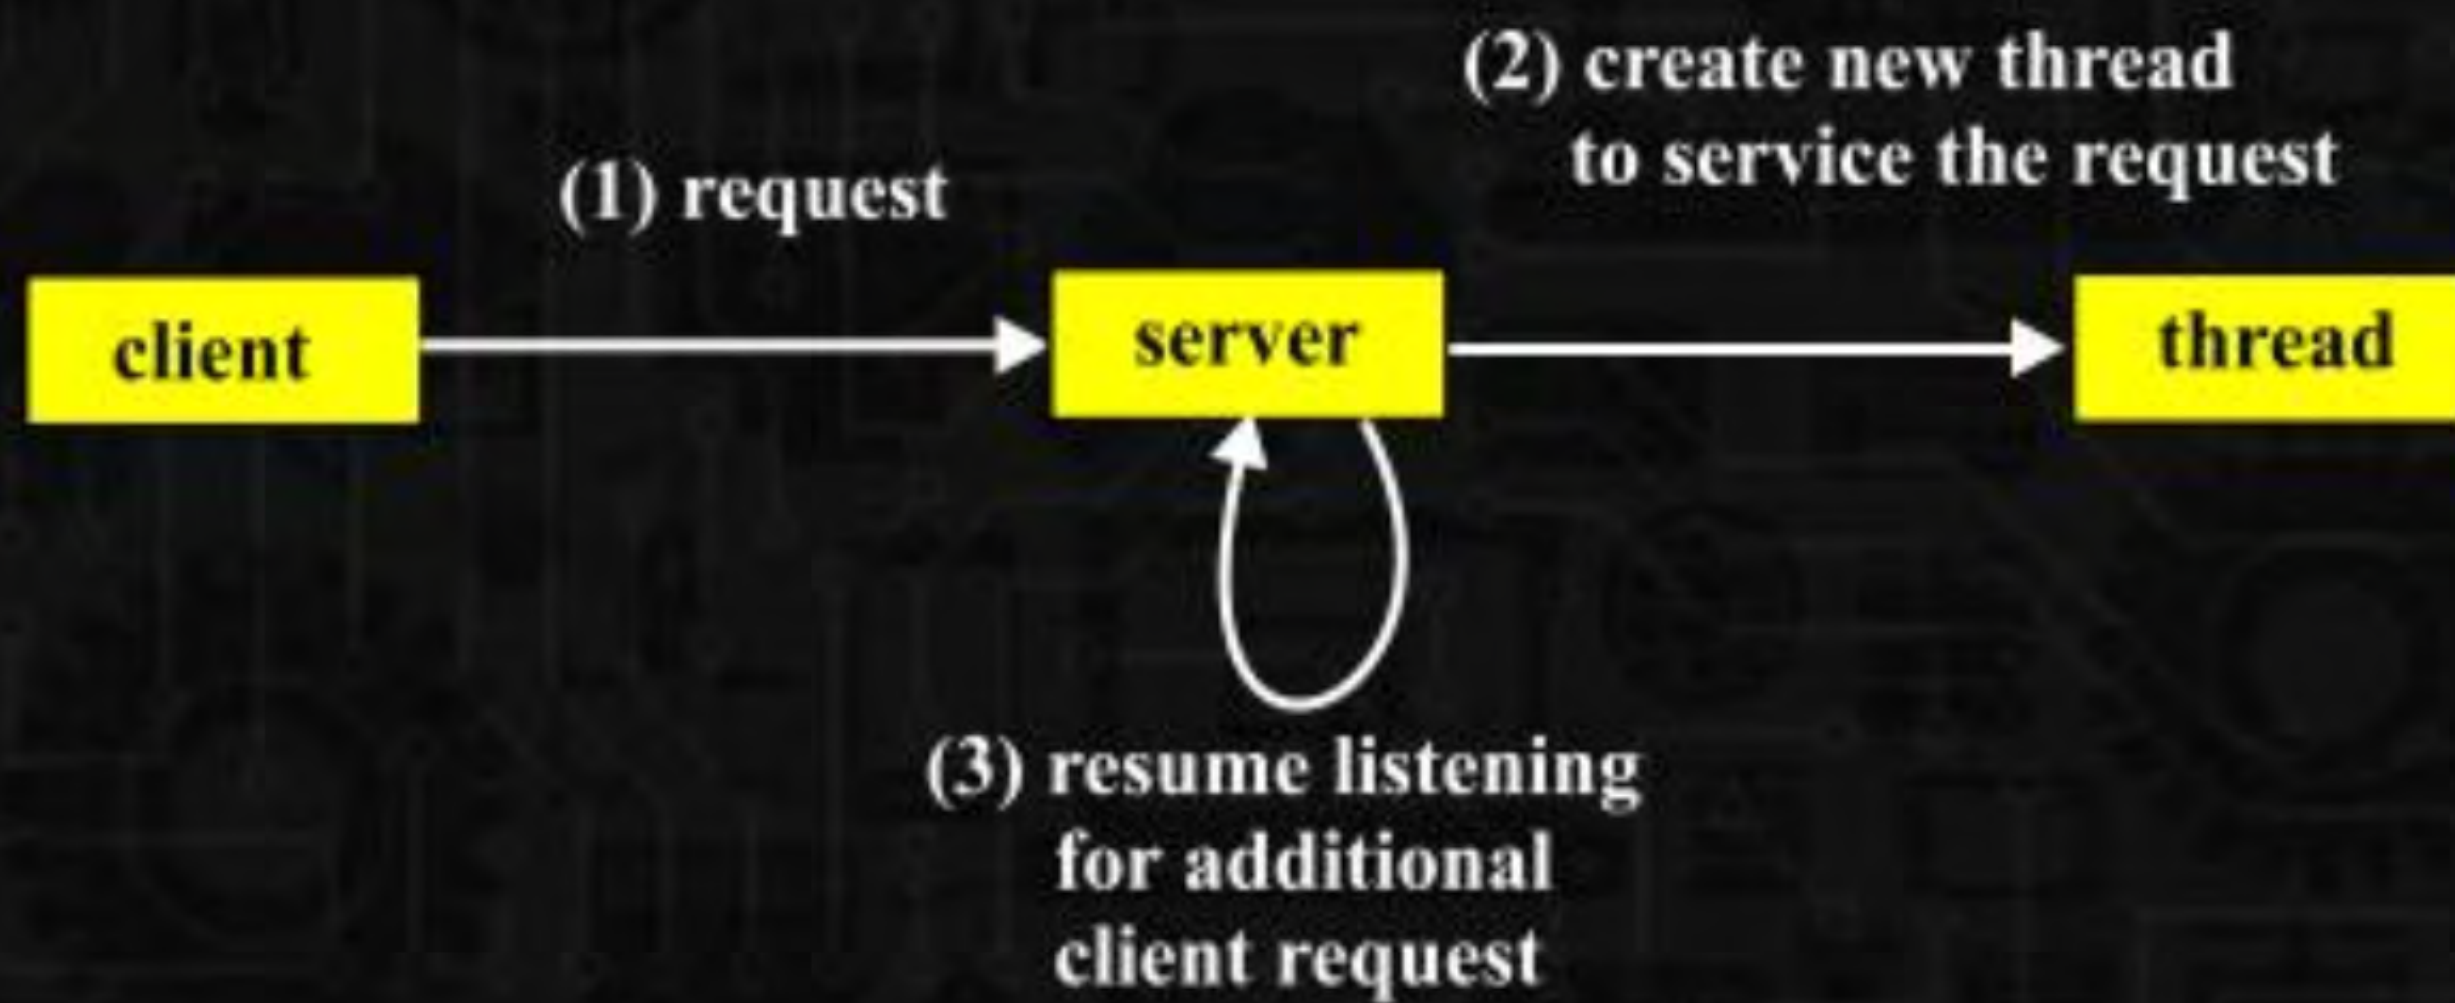 (1) request
(2) create new thread
to service the request
client
server
thread
(3) resume listening
for additional
client request